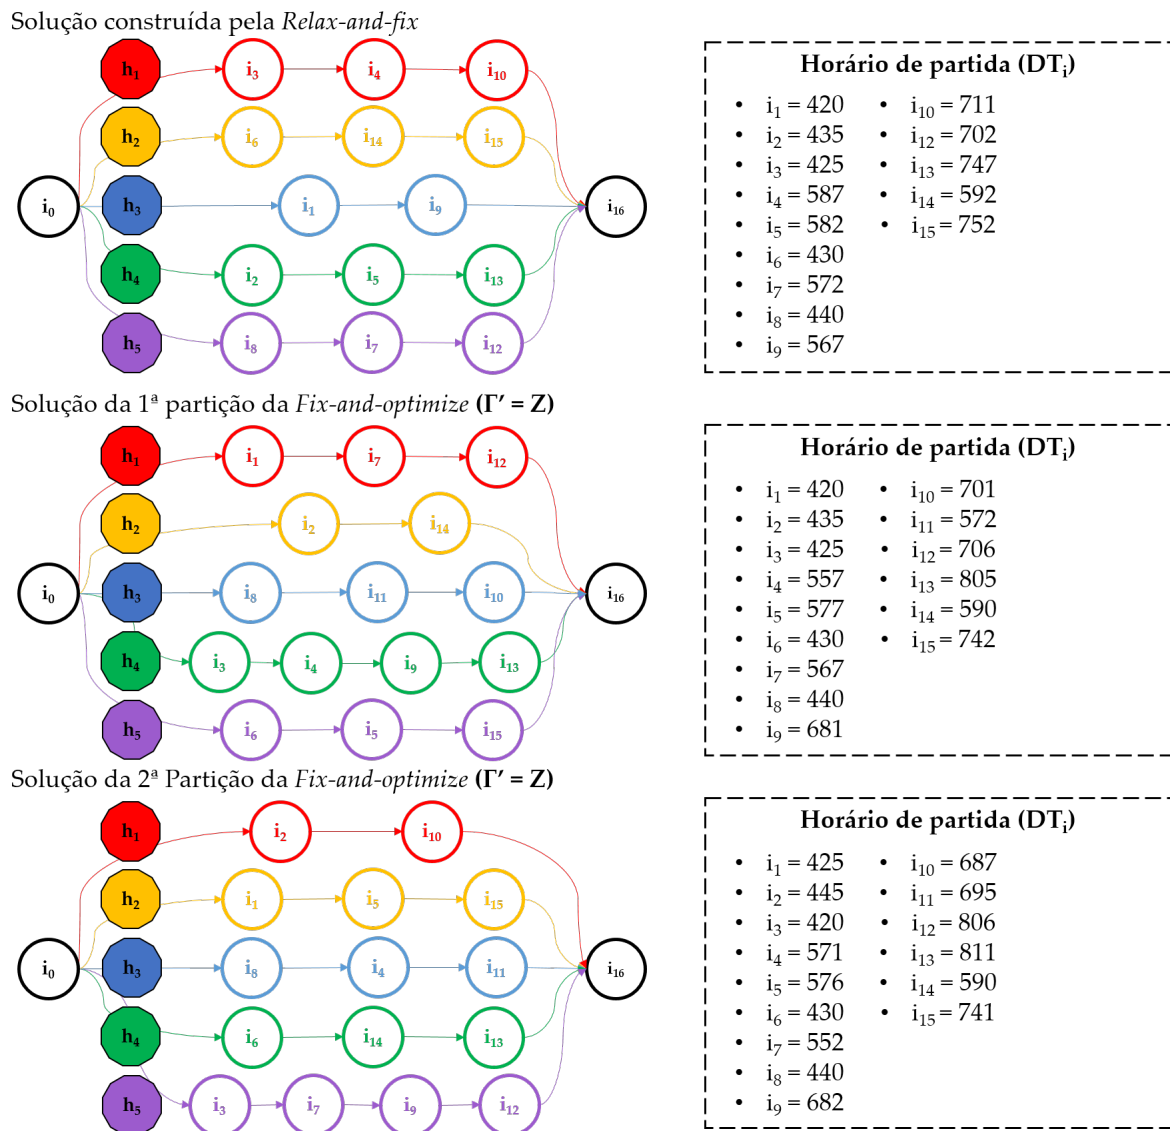 Solução construída pela Relax-and-fix
h₁ i₃ i₄ i₁₀
h₂ i₆ i₁₄ i₁₅
i₀ h₃ i₁ i₉ i₁₆
h₄ i₂ i₅ i₁₃
h₅ i₈ i₇ i₁₂
Horário de partida (DTᵢ)
• i₁ = 420 • i₁₀ = 711
• i₂ = 435 • i₁₂ = 702
• i₃ = 425 • i₁₃ = 747
• i₄ = 587 • i₁₄ = 592
• i₅ = 582 • i₁₅ = 752
• i₆ = 430
• i₇ = 572
• i₈ = 440
• i₉ = 567
Solução da 1ª partição da Fix-and-optimize (Γ′ = Z)
h₁ i₁ i₇ i₁₂
h₂ i₂ i₁₄
i₀ h₃ i₈ i₁₁ i₁₀ i₁₆
h₄ i₃ i₄ i₉ i₁₃
h₅ i₆ i₅ i₁₅
Horário de partida (DTᵢ)
• i₁ = 420 • i₁₀ = 701
• i₂ = 435 • i₁₁ = 572
• i₃ = 425 • i₁₂ = 706
• i₄ = 557 • i₁₃ = 805
• i₅ = 577 • i₁₄ = 590
• i₆ = 430 • i₁₅ = 742
• i₇ = 567
• i₈ = 440
• i₉ = 681
Solução da 2ª Partição da Fix-and-optimize (Γ′ = Z)
h₁ i₂ i₁₀
h₂ i₁ i₅ i₁₅
i₀ h₃ i₈ i₄ i₁₁ i₁₆
h₄ i₆ i₁₄ i₁₃
h₅ i₃ i₇ i₉ i₁₂
Horário de partida (DTᵢ)
• i₁ = 425 • i₁₀ = 687
• i₂ = 445 • i₁₁ = 695
• i₃ = 420 • i₁₂ = 806
• i₄ = 571 • i₁₃ = 811
• i₅ = 576 • i₁₄ = 590
• i₆ = 430 • i₁₅ = 741
• i₇ = 552
• i₈ = 440
• i₉ = 682